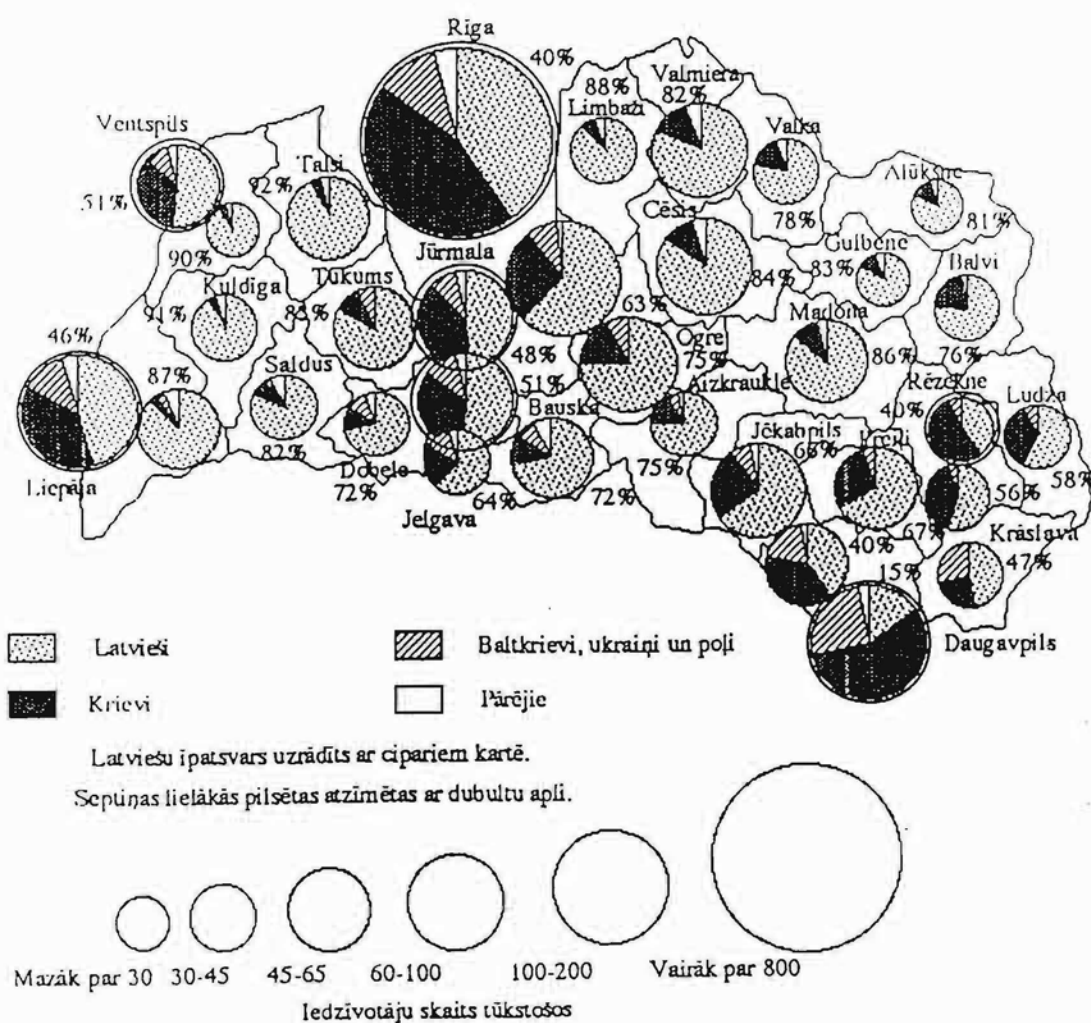 Rīga
40%
Valmiera
88%
82%
Limbaži
Ventspils
Valka
Talsi
92%
Alūksne
51%
Cēsis
78%
81%
Jūrmala
Gulbene
90%
83%
Balvi
Kuldīga
Tukums
84%
91%
83%
63%
Madona
46%
Ogre
48%
75%
86%
76%
Saldus
87%
51%
Aizkraukle
Rēzekne
Ludza
Bauska
40%
Jēkabpils
Preiļi
66%
82%
Dobele
75%
Liepāja
72%
58%
64%
72%
56%
Jelgava
67%
Krāslava
40%
47%
15%
Daugavpils
Latvieši
Baltkrievi, ukraiņi un poļi
Krievi
Pārējie
Latviešu īpatsvars uzrādīts ar cipariem kartē.
Septiņas lielākās pilsētas atzīmētas ar dubultu apli.
Mazāk par 30 30-45 45-65 60-100 100-200 Vairāk par 800
Iedzīvotāju skaits tūkstošos